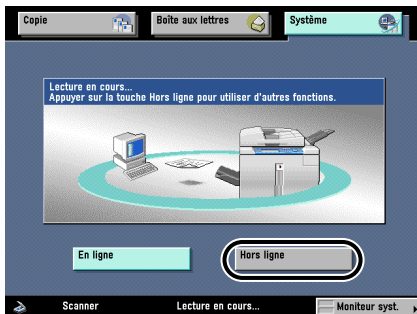 Copie
Boîte aux lettres
Système
Lecture en cours...
Appuyer sur la touche Hors ligne pour utiliser d'autres fonctions.
En ligne
Hors ligne
Scanner
Lecture en cours...
Moniteur syst.